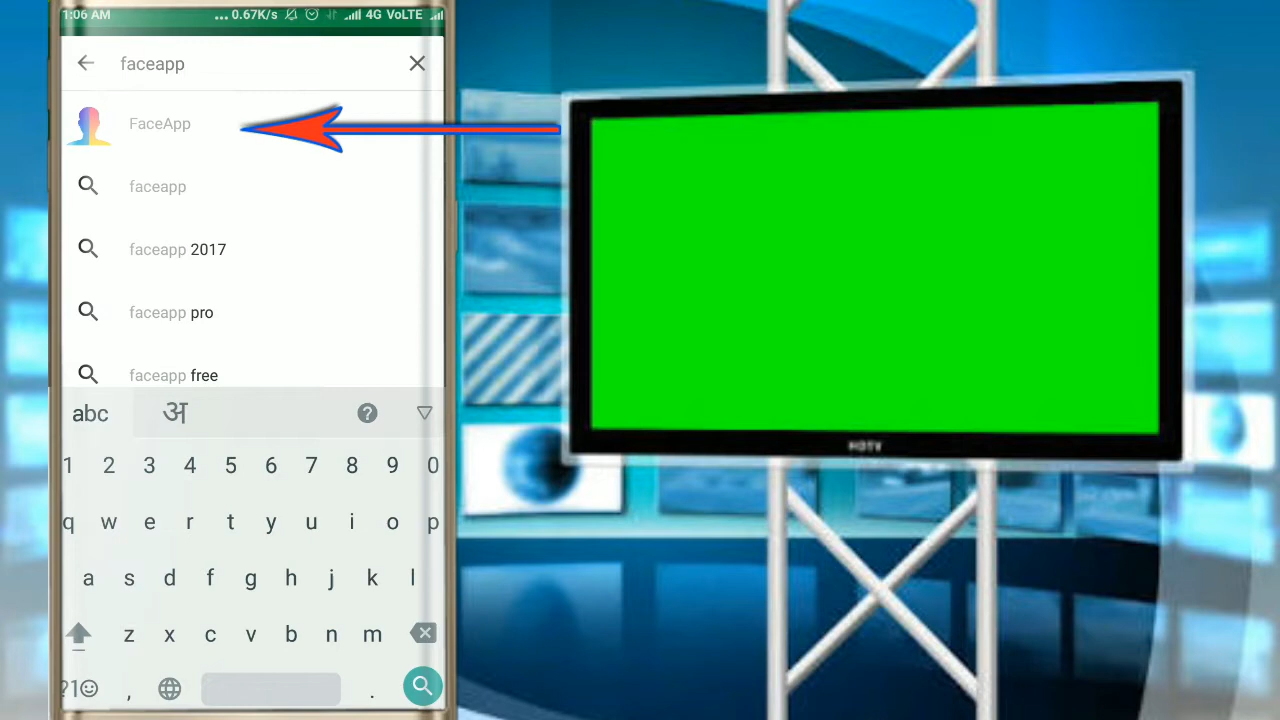 1:06 AM ... 0.67K/s 4G VoLTE
faceapp
FaceApp
faceapp
faceapp 2017
faceapp pro
faceapp free
abc अ ?
1 2 3 4 5 6 7 8 9 0
q w e r t y u i o p
a s d f g h j k l
z x c v b n m
?1☺ , .
HDTV